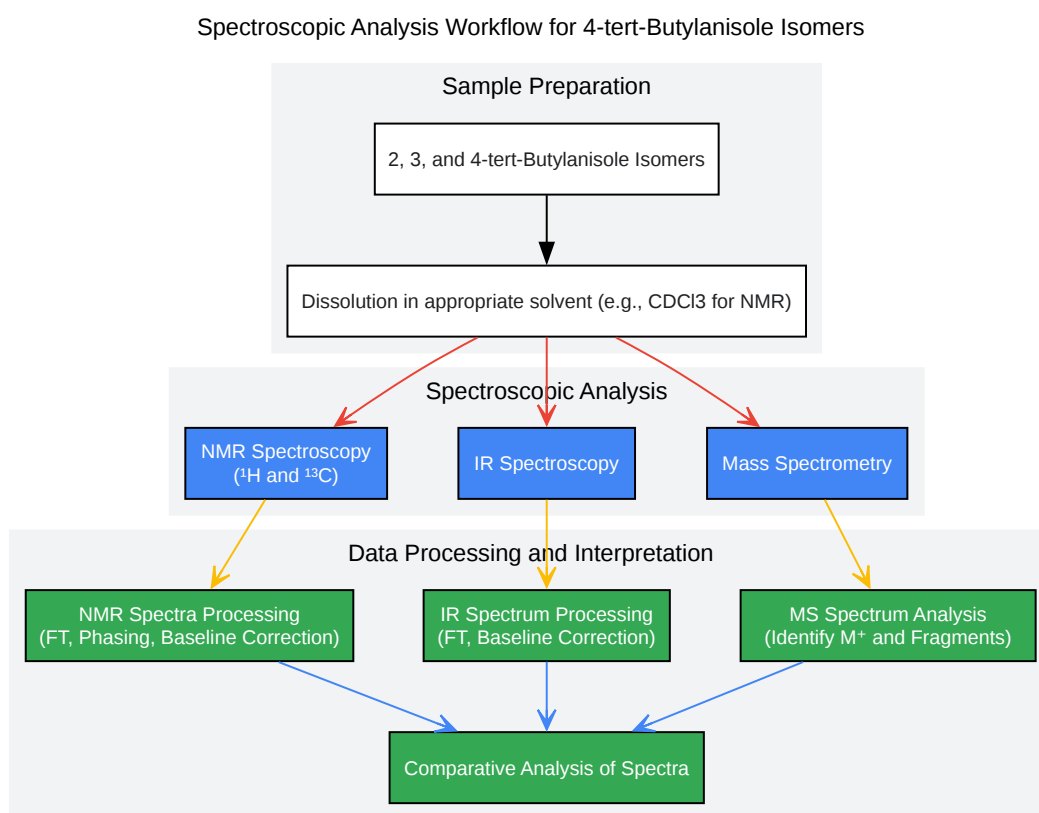 Spectroscopic Analysis Workflow for 4-tert-Butylanisole Isomers
Sample Preparation
2, 3, and 4-tert-Butylanisole Isomers
Dissolution in appropriate solvent (e.g., CDCl3 for NMR)
Spectroscopic Analysis
NMR Spectroscopy
(¹H and ¹³C)
IR Spectroscopy
Mass Spectrometry
Data Processing and Interpretation
NMR Spectra Processing
(FT, Phasing, Baseline Correction)
IR Spectrum Processing
(FT, Baseline Correction)
MS Spectrum Analysis
(Identify M⁺ and Fragments)
Comparative Analysis of Spectra